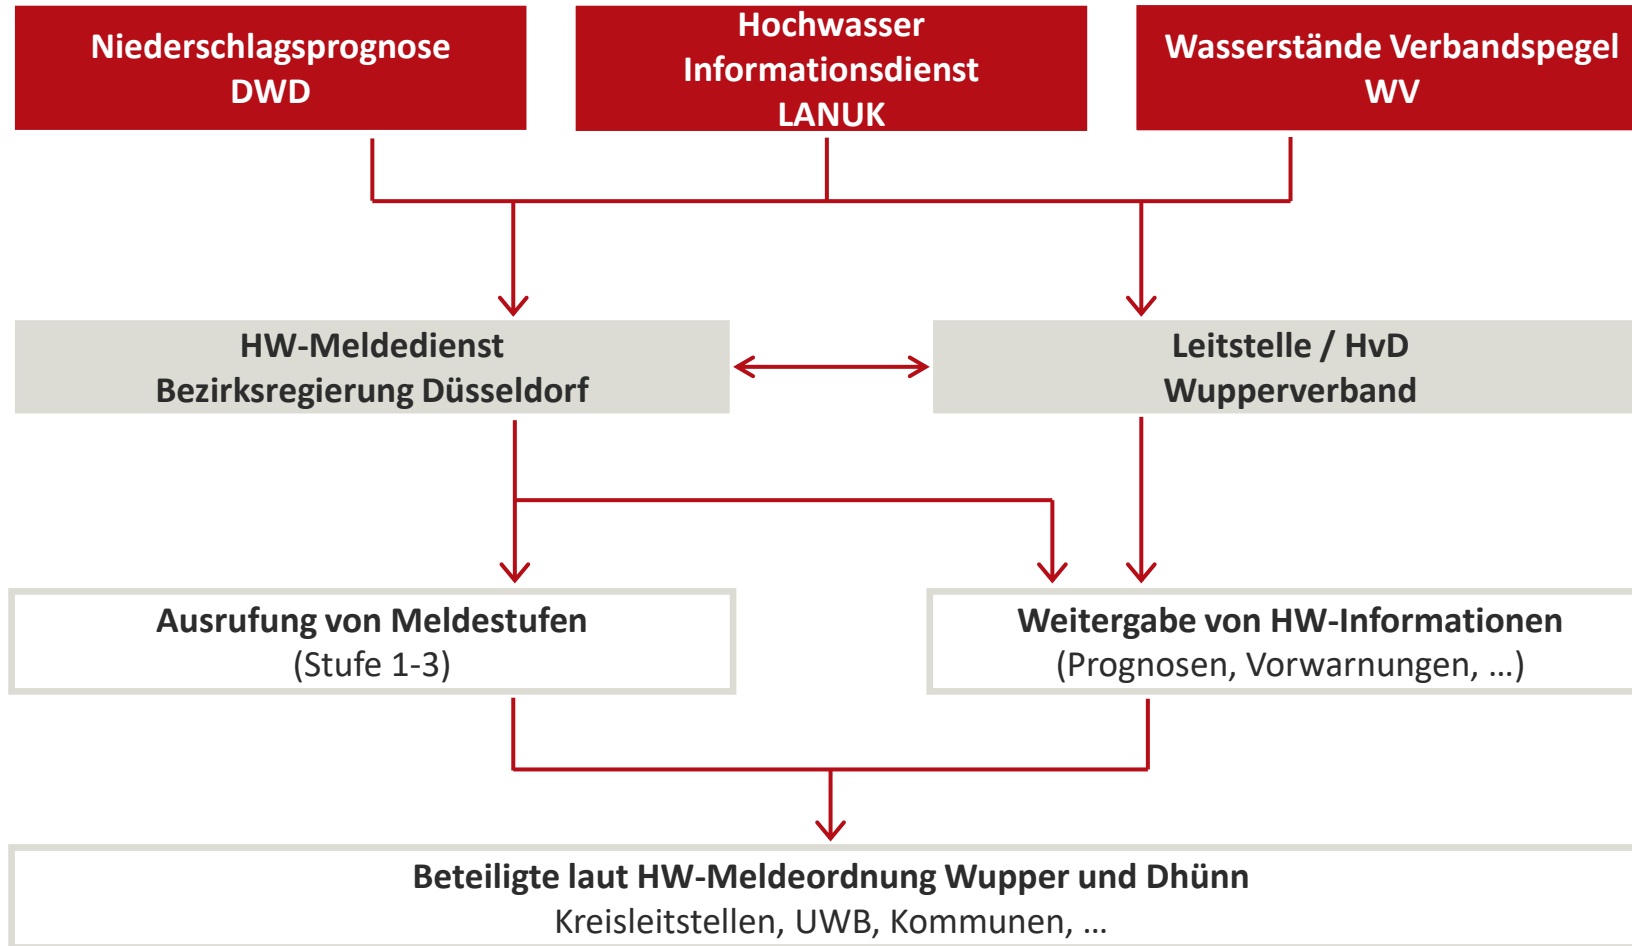 Niederschlagsprognose
DWD
Hochwasser
Informationsdienst
LANUK
Wasserstände Verbandspegel
WV
HW-Meldedienst
Bezirksregierung Düsseldorf
Leitstelle / HvD
Wupperverband
Ausrufung von Meldestufen
(Stufe 1-3)
Weitergabe von HW-Informationen
(Prognosen, Vorwarnungen, …)
Beteiligte laut HW-Meldeordnung Wupper und Dhünn
Kreisleitstellen, UWB, Kommunen, …